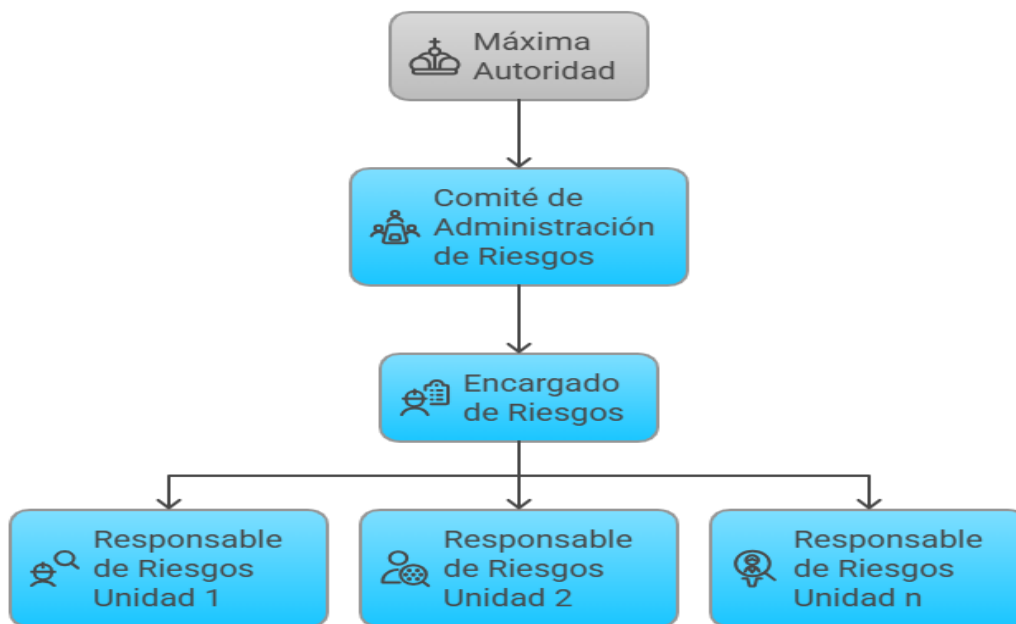 Máxima
Autoridad
Comité de
Administración
de Riesgos
Encargado
de Riesgos
Responsable
de Riesgos
Unidad 1
Responsable
de Riesgos
Unidad 2
Responsable
de Riesgos
Unidad n